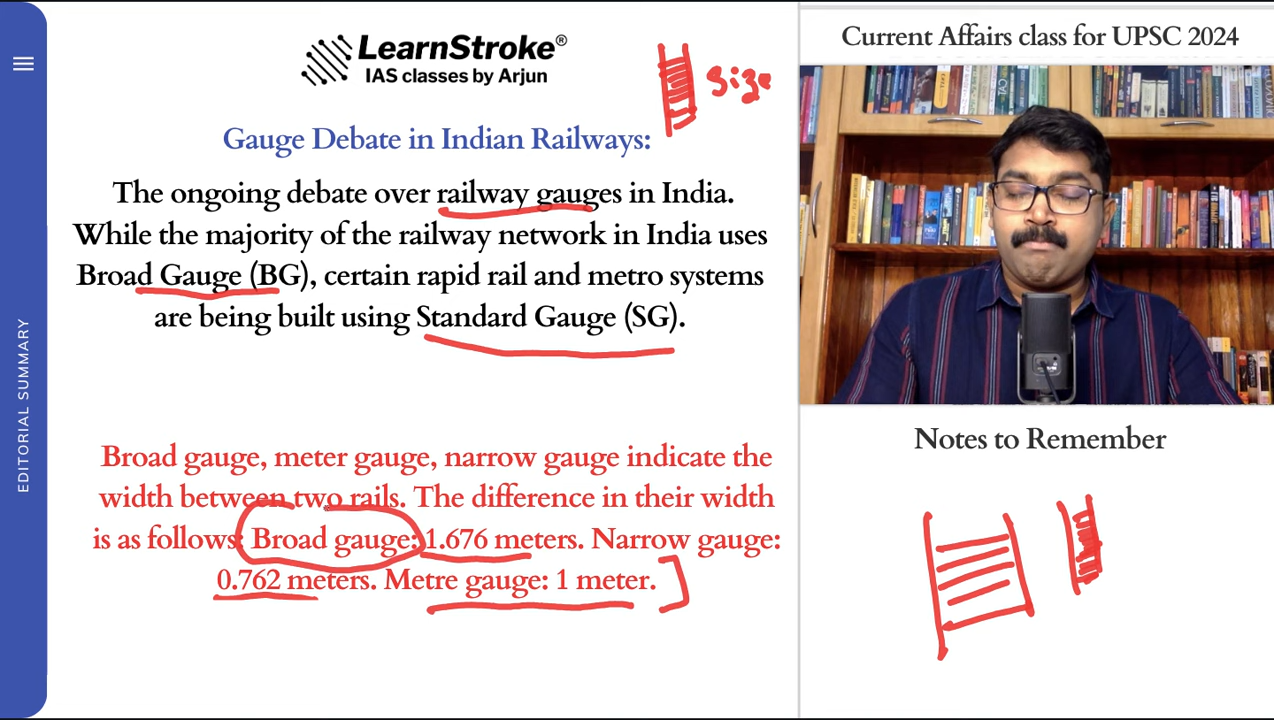 LearnStroke®
IAS classes by Arjun
Size
Gauge Debate in Indian Railways:
The ongoing debate over railway gauges in India.
While the majority of the railway network in India uses
Broad Gauge (BG), certain rapid rail and metro systems
are being built using Standard Gauge (SG).
Broad gauge, meter gauge, narrow gauge indicate the
width between two rails. The difference in their width
is as follows: Broad gauge: 1.676 meters. Narrow gauge:
0.762 meters. Metre gauge: 1 meter.
EDITORIAL SUMMARY
Current Affairs class for UPSC 2024
Notes to Remember